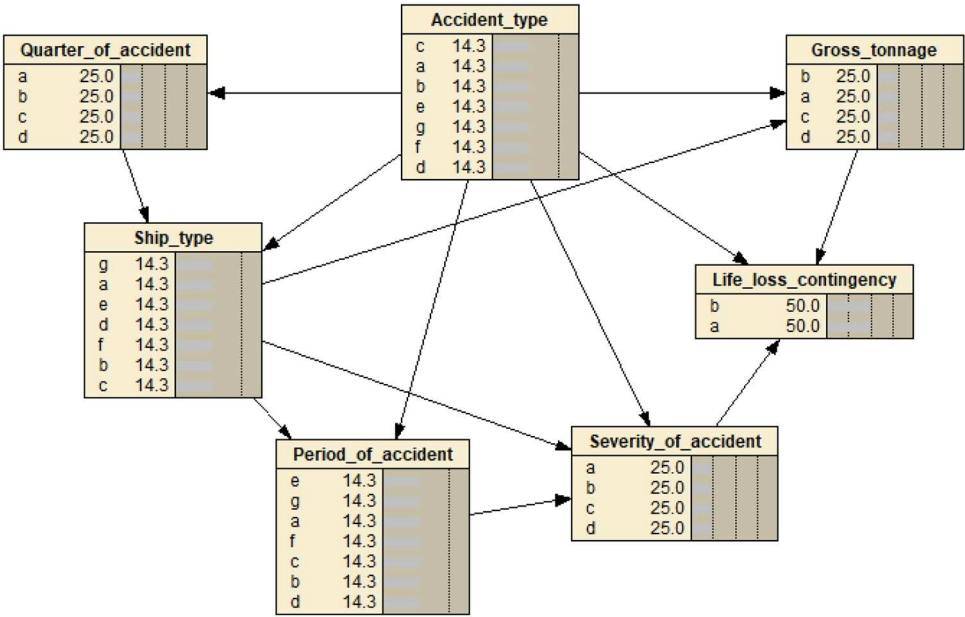 Accident_type
c 14.3
a 14.3
b 14.3
e 14.3
g 14.3
f 14.3
d 14.3
Quarter_of_accident
a 25.0
b 25.0
c 25.0
d 25.0
Gross_tonnage
b 25.0
a 25.0
c 25.0
d 25.0
Ship_type
g 14.3
a 14.3
e 14.3
d 14.3
f 14.3
b 14.3
c 14.3
Life_loss_contingency
b 50.0
a 50.0
Period_of_accident
e 14.3
g 14.3
a 14.3
f 14.3
c 14.3
b 14.3
d 14.3
Severity_of_accident
a 25.0
b 25.0
c 25.0
d 25.0